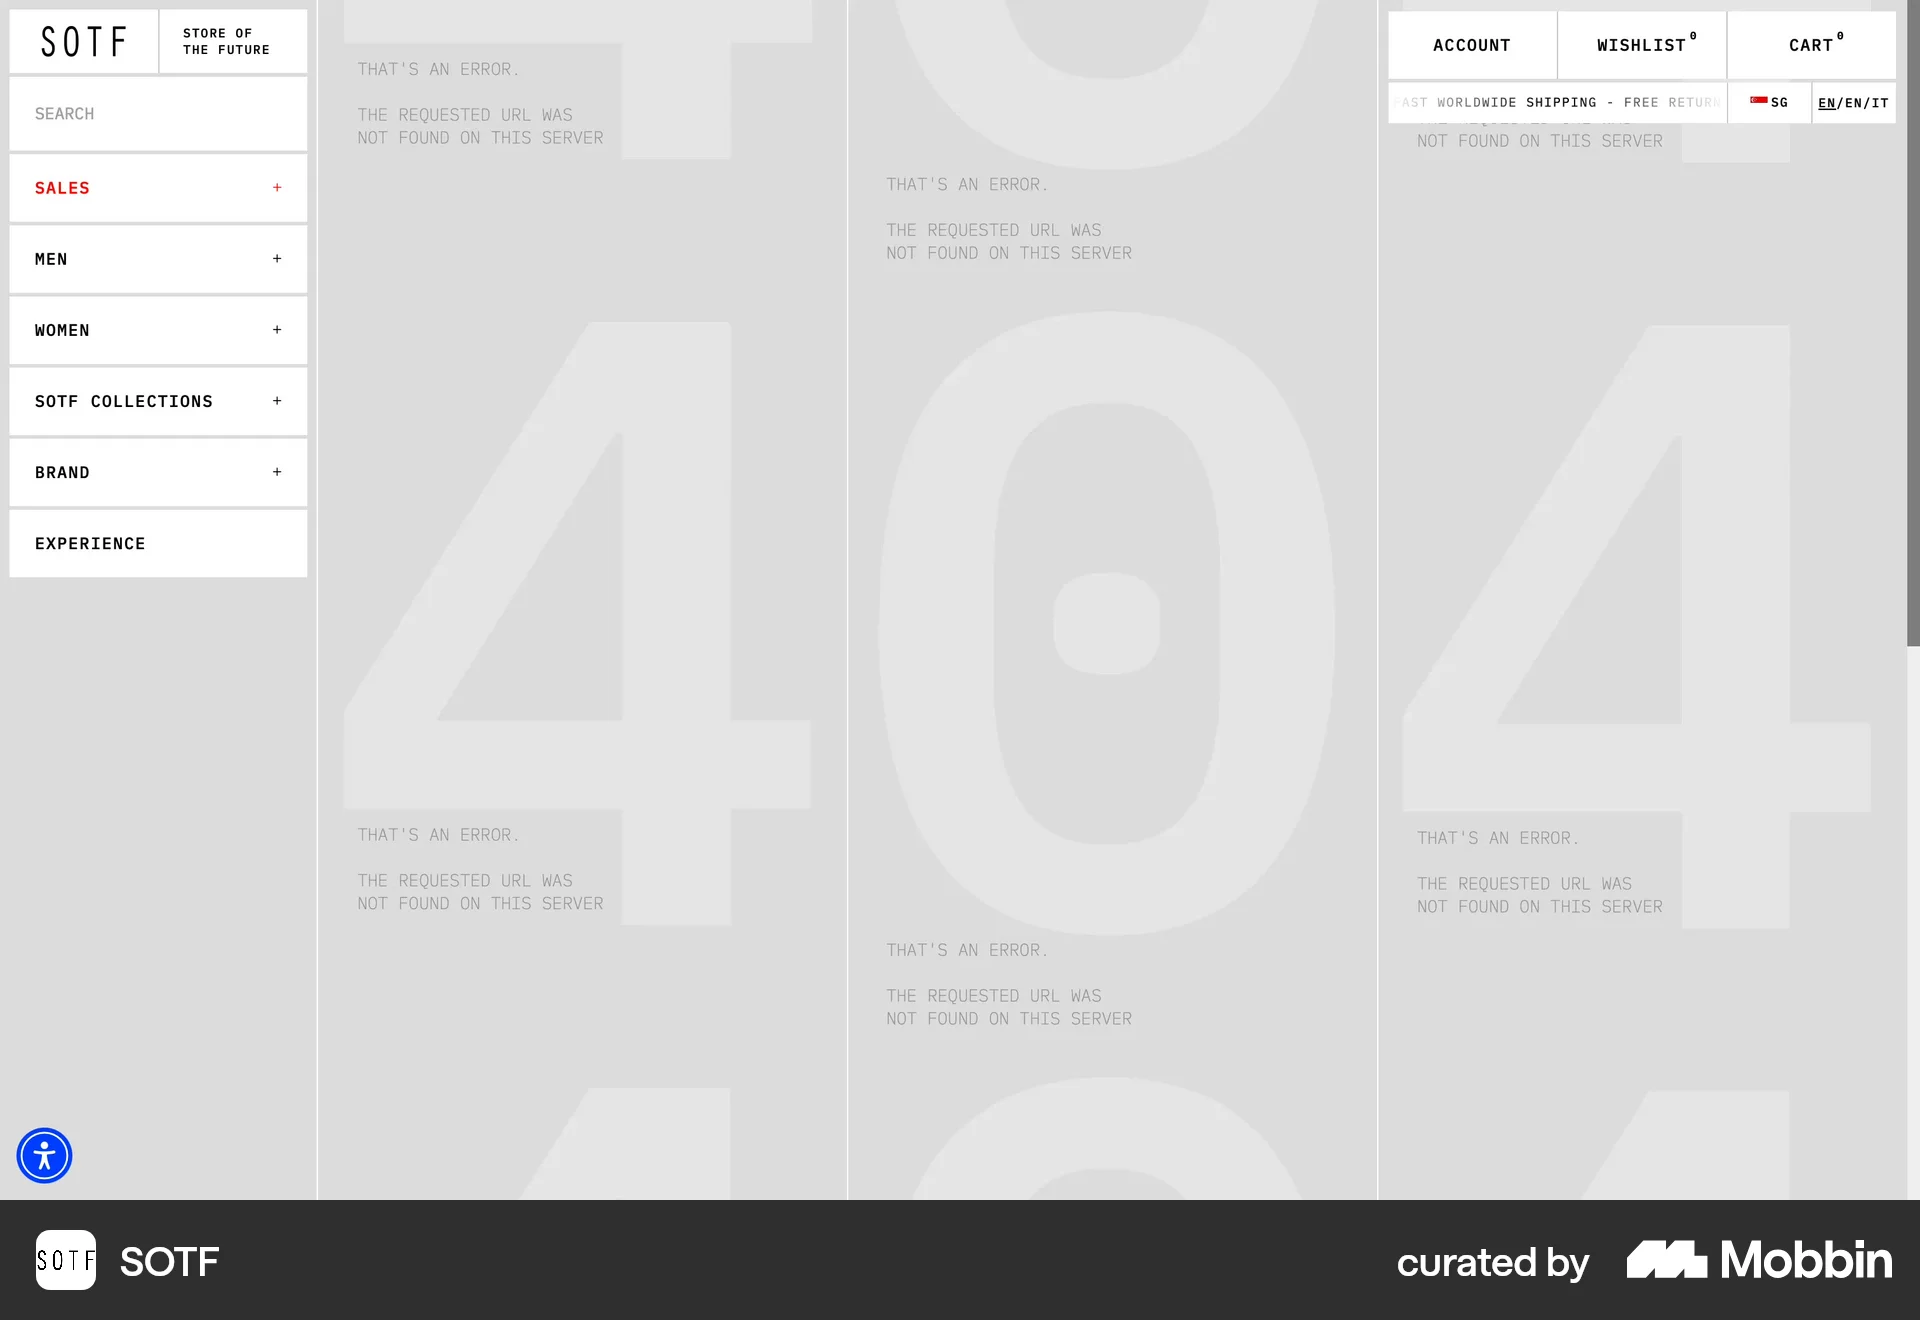 SOTF
STORE OF
THE FUTURE
SEARCH
SALES +
MEN +
WOMEN +
SOTF COLLECTIONS +
BRAND +
EXPERIENCE
ACCOUNT
WISHLIST 0
CART 0
FAST WORLDWIDE SHIPPING - FREE RETURN
SG
EN/EN/IT
THAT'S AN ERROR.
THE REQUESTED URL WAS
NOT FOUND ON THIS SERVER
THAT'S AN ERROR.
THE REQUESTED URL WAS
NOT FOUND ON THIS SERVER
NOT FOUND ON THIS SERVER
4 0 4
THAT'S AN ERROR.
THE REQUESTED URL WAS
NOT FOUND ON THIS SERVER
THAT'S AN ERROR.
THE REQUESTED URL WAS
NOT FOUND ON THIS SERVER
THAT'S AN ERROR.
THE REQUESTED URL WAS
NOT FOUND ON THIS SERVER
SOTF
SOTF
curated by Mobbin